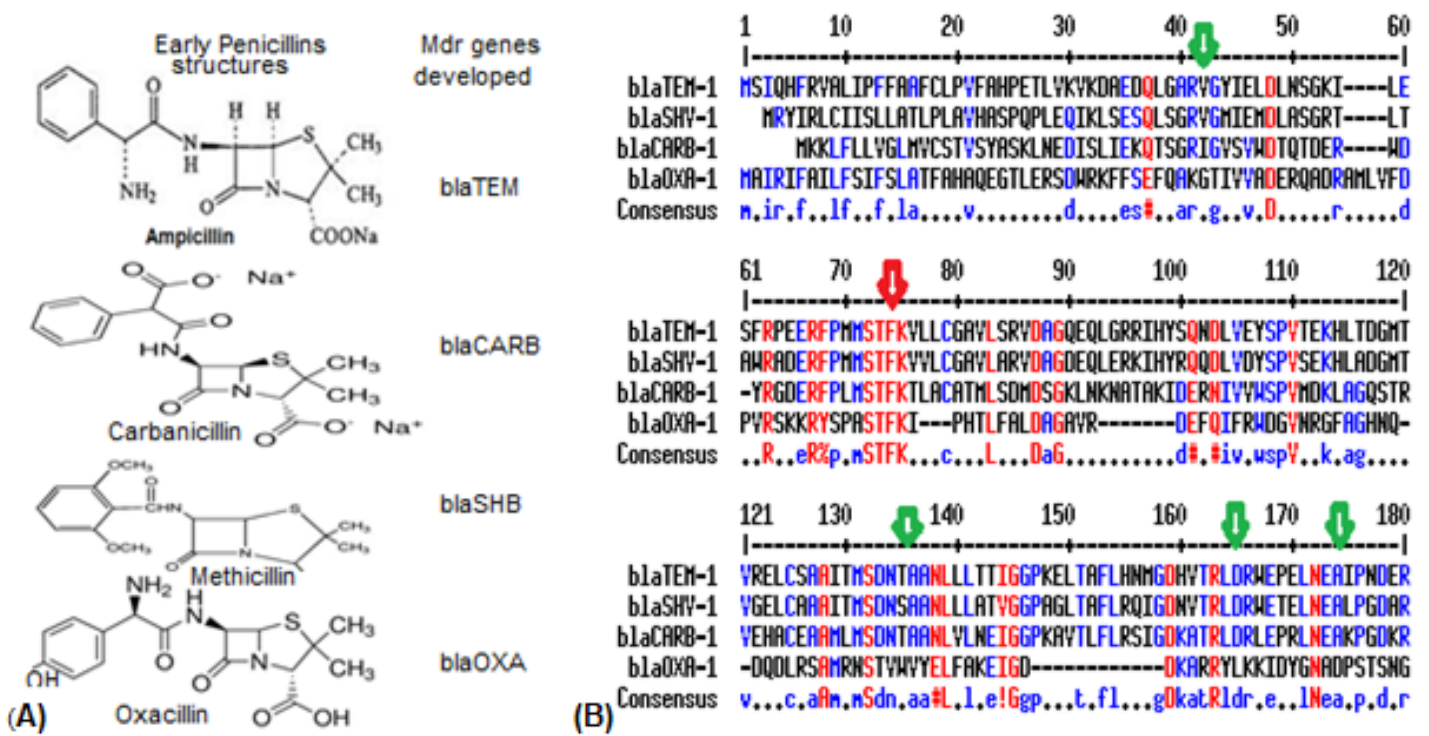 Early Penicillins
structures
Mdr genes
developed
O
H H
N
H
S
CH₃
CH₃
NH₂
O
N
COONa
Ampicillin
blaTEM
O
O⁻ Na⁺
O
HN
S
CH₃
CH₃
O
N
O
O⁻ Na⁺
Carbanicillin
blaCARB
OCH₃
O
CHN
S
CH₃
CH₃
OCH₃
O
N
Methicillin
blaSHB
NH₂
H
N
S
CH₃
CH₃
O
O
N
OH
O
OH
Oxacillin
blaOXA
(A)
1 10 20 30 40 50 60
blaTEM-1 MSIQHFRVALIPFFAAFCLPVFAHPETLVKVKDAEDQLGARVGYIELDLNSGKI----LE
blaSHV-1 MRYIRLCIISLLATLPLAVHASPQPLEQIKLSESQLSGRVGMIEMDLASGRT----LT
blaCARB-1 MKKLFLLVGLMVCSTVSYASKLNEDISLIEKQTSGRIGVSVWDTQTDER----WD
blaOXA-1 MAIRIFAILFSIFSLATFAHAQEGTLERSDWRKFFSEFQAKGTIVVADERQADRAMLVFD
Consensus m.ir.f..lf..f.la....v........d....es#..ar.g..v.D.....r.....d
61 70 80 90 100 110 120
blaTEM-1 SFRPEERFPMMSTFKVLLCGAVLSRVDAGQEQLGRRIHYSQNDLVEYSPVTEKHLTDGMT
blaSHV-1 AWRADERFPMMSTFKVVLCGAVLARVDAGDEQLERKIHYRQQDLVDYSPVSEKHLADGMT
blaCARB-1 -YRGDERFPLMSTFKTLACATMLSDMDSGKLNKNATAKIDERNIVVWSPVMDKLAGQSTR
blaOXA-1 PVRSKKRYSPASTFKI---PHTLFALDAGAVR-------DEFQIFRWDGVNRGFAGHNQ-
Consensus ..R..eR%p.mSTFK...c...L...DaG..........d#.#iv.wspV..k.ag....
121 130 140 150 160 170 180
blaTEM-1 VRELCSAAITMSDNTAANLLLTTIGGPKELTAFLHNMGDHVTRLDRWEPELNEAIPNDER
blaSHV-1 VGELCAAAITMSDNSAANLLLATVGGPAGLTAFLRQIGDNVTRLDRWETELNEALPGDAR
blaCARB-1 VEHACEAAMLMSDNTAANLVLNEIGGPKAVTLFLRSIGDKATRLDRLEPRLNEAKPGDKR
blaOXA-1 -DQDLRSAMRNSTVWVYELFAKEIGD------------DKARRYLKKIDYGNADPSTSNG
Consensus v...c.aAm.mSdn.aa#L.l.e!Ggp...t.fl...gDkatRldr.e..lNea.p.d.r
(B)